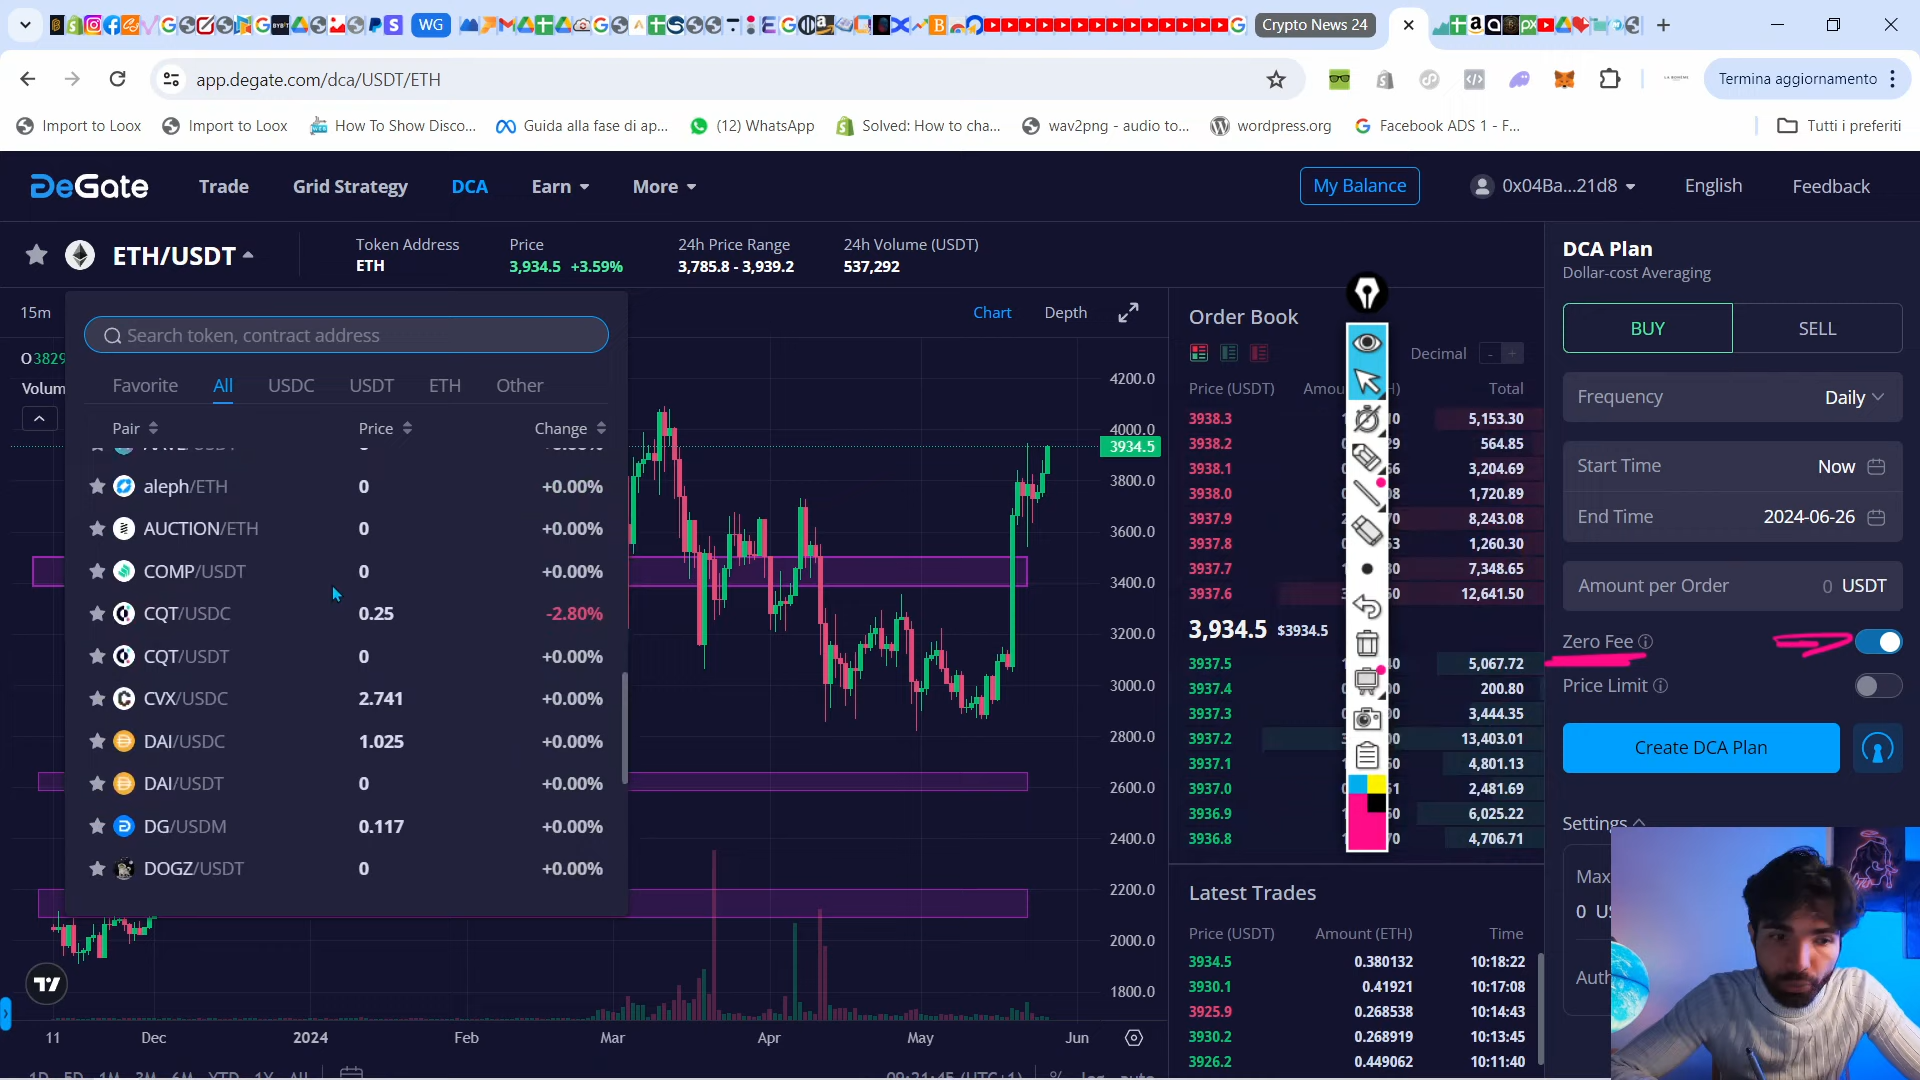 WG
Crypto News 24
app.degate.com/dca/USDT/ETH
Termina aggiornamento
Import to Loox
Import to Loox
How To Show Disco...
Guida alla fase di ap...
(12) WhatsApp
Solved: How to cha...
wav2png - audio to...
wordpress.org
Facebook ADS 1 - F...
Tutti i preferiti
DeGate
Trade
Grid Strategy
DCA
Earn
More
My Balance
0x04Ba...21d8
English
Feedback
ETH/USDT
Token Address
ETH
Price
3,934.5 +3.59%
24h Price Range
3,785.8 - 3,939.2
24h Volume (USDT)
537,292
DCA Plan
Dollar-cost Averaging
BUY
SELL
Frequency
Daily
Start Time
Now
End Time
2024-06-26
Amount per Order
0 USDT
Zero Fee
Price Limit
Create DCA Plan
Settings
Max
0
15m
Chart
Depth
Search token, contract address
Favorite
All
USDC
USDT
ETH
Other
Pair
Price
Change
aleph/ETH 0 +0.00%
AUCTION/ETH 0 +0.00%
COMP/USDT 0 +0.00%
CQT/USDC 0.25 -2.80%
CQT/USDT 0 +0.00%
CVX/USDC 2.741 +0.00%
DAI/USDC 1.025 +0.00%
DAI/USDT 0 +0.00%
DG/USDM 0.117 +0.00%
DOGZ/USDT 0 +0.00%
4200.0
4000.0
3934.5
3800.0
3600.0
3400.0
3200.0
3000.0
2800.0
2600.0
2400.0
2200.0
2000.0
1800.0
11
Dec
2024
Feb
Mar
Apr
May
Jun
Order Book
Decimal
Price (USDT)
Total
3938.3 5,153.30
3938.2 564.85
3938.1 3,204.69
3938.0 1,720.89
3937.9 8,243.08
3937.8 1,260.30
3937.7 7,348.65
3937.6 12,641.50
3,934.5 $3934.5
3937.5 5,067.72
3937.4 200.80
3937.3 3,444.35
3937.2 13,403.01
3937.1 4,801.13
3937.0 2,481.69
3936.9 6,025.22
3936.8 4,706.71
Latest Trades
Price (USDT)
Amount (ETH)
Time
3934.5 0.380132 10:18:22
3930.1 0.41921 10:17:08
3925.9 0.268538 10:14:43
3930.2 0.268919 10:13:45
3926.2 0.449062 10:11:40